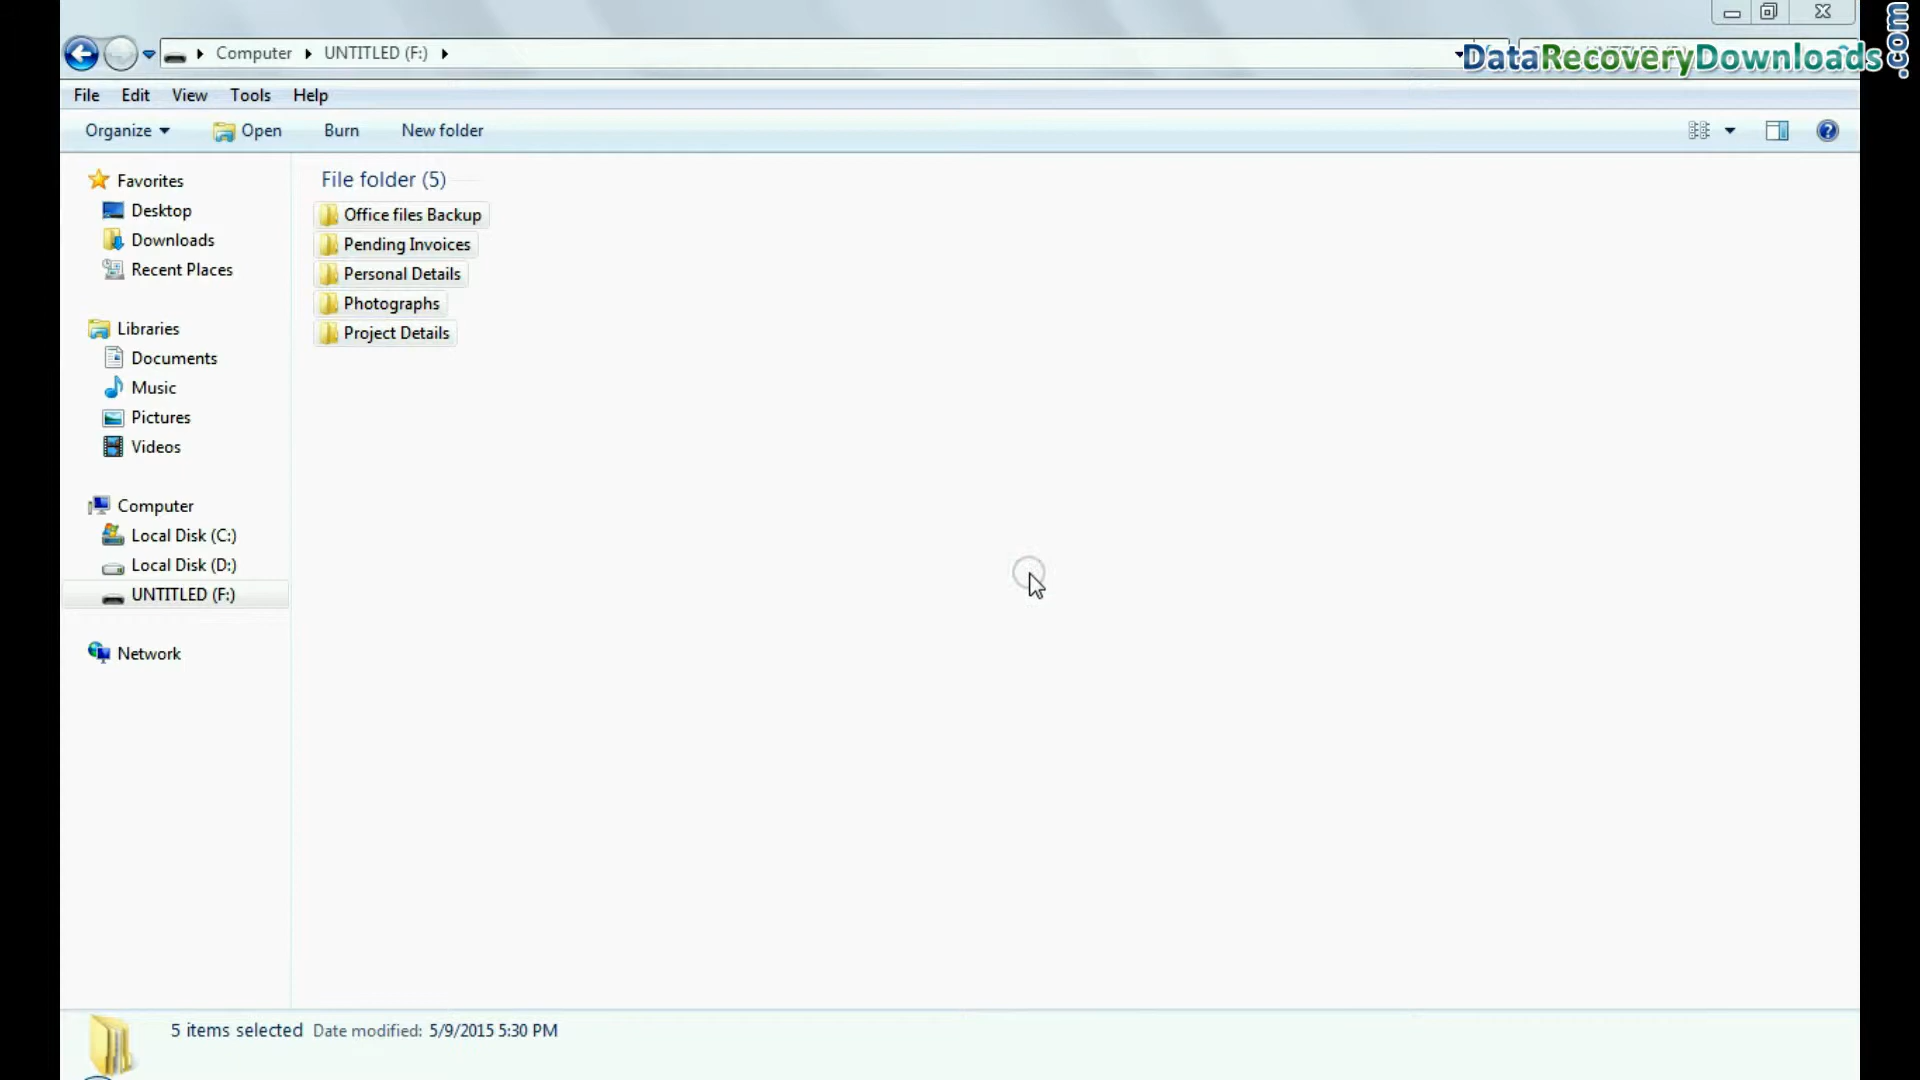 Computer UNTITLED (F:)
DataRecoveryDownloads.com
File Edit View Tools Help
Organize Open Burn New folder
Favorites
Desktop
Downloads
Recent Places
Libraries
Documents
Music
Pictures
Videos
Computer
Local Disk (C:)
Local Disk (D:)
UNTITLED (F:)
Network
File folder (5)
Office files Backup
Pending Invoices
Personal Details
Photographs
Project Details
5 items selected Date modified: 5/9/2015 5:30 PM